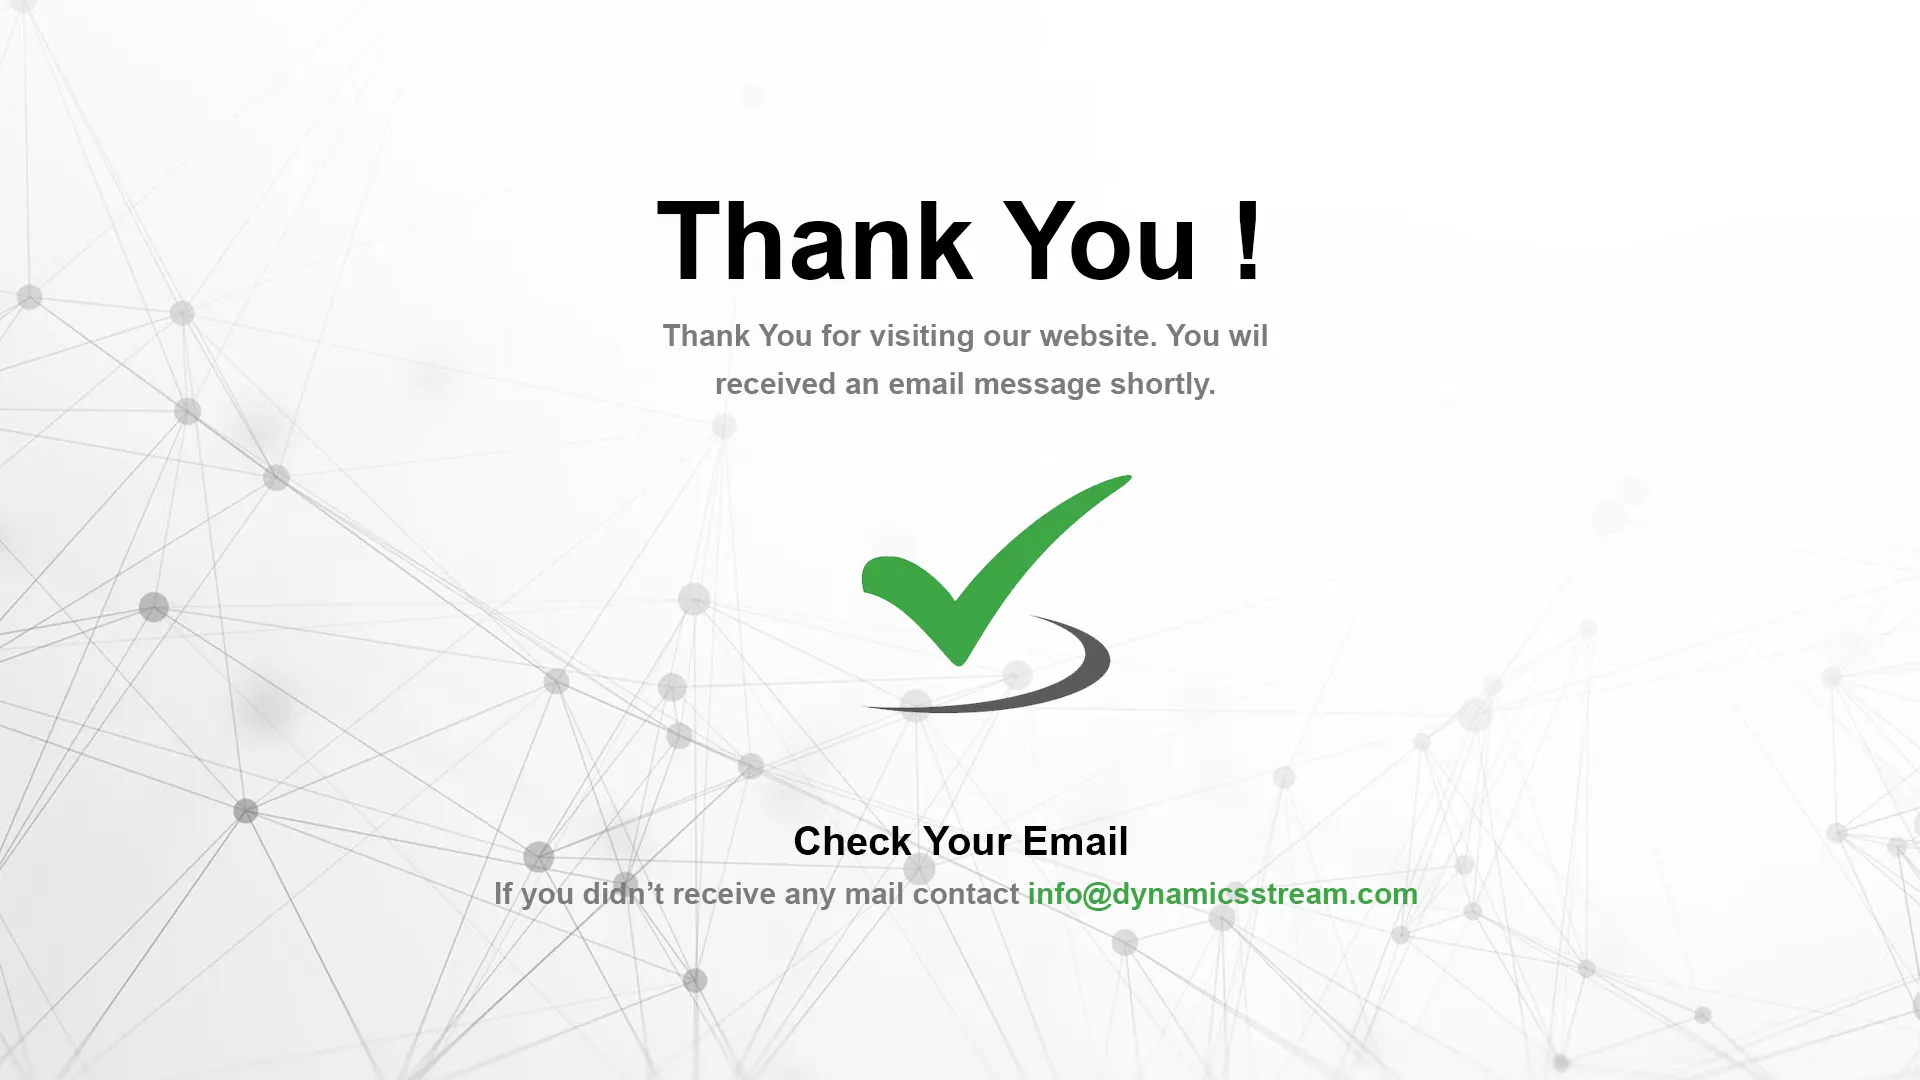 Thank You !
Thank You for visiting our website. You wil
received an email message shortly.
Check Your Email
If you didn’t receive any mail contact info@dynamicsstream.com